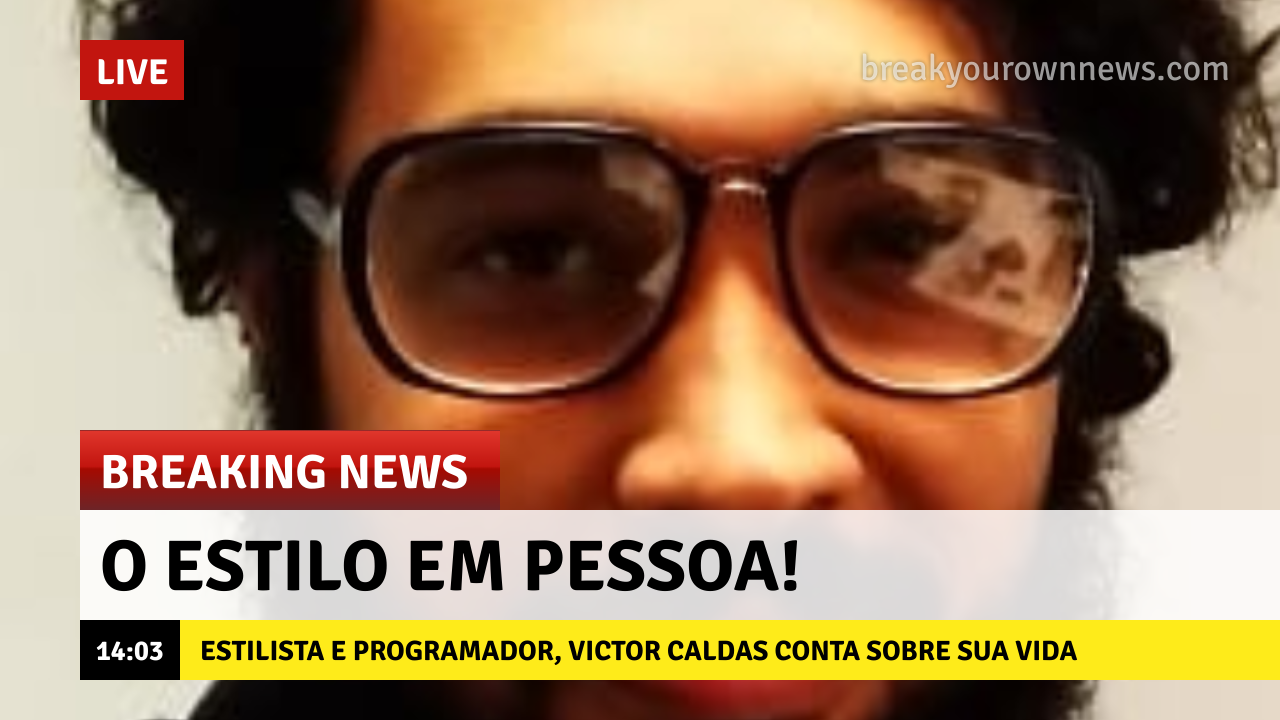 LIVE
breakyourownnews.com
BREAKING NEWS
O ESTILO EM PESSOA!
14:03 ESTILISTA E PROGRAMADOR, VICTOR CALDAS CONTA SOBRE SUA VIDA